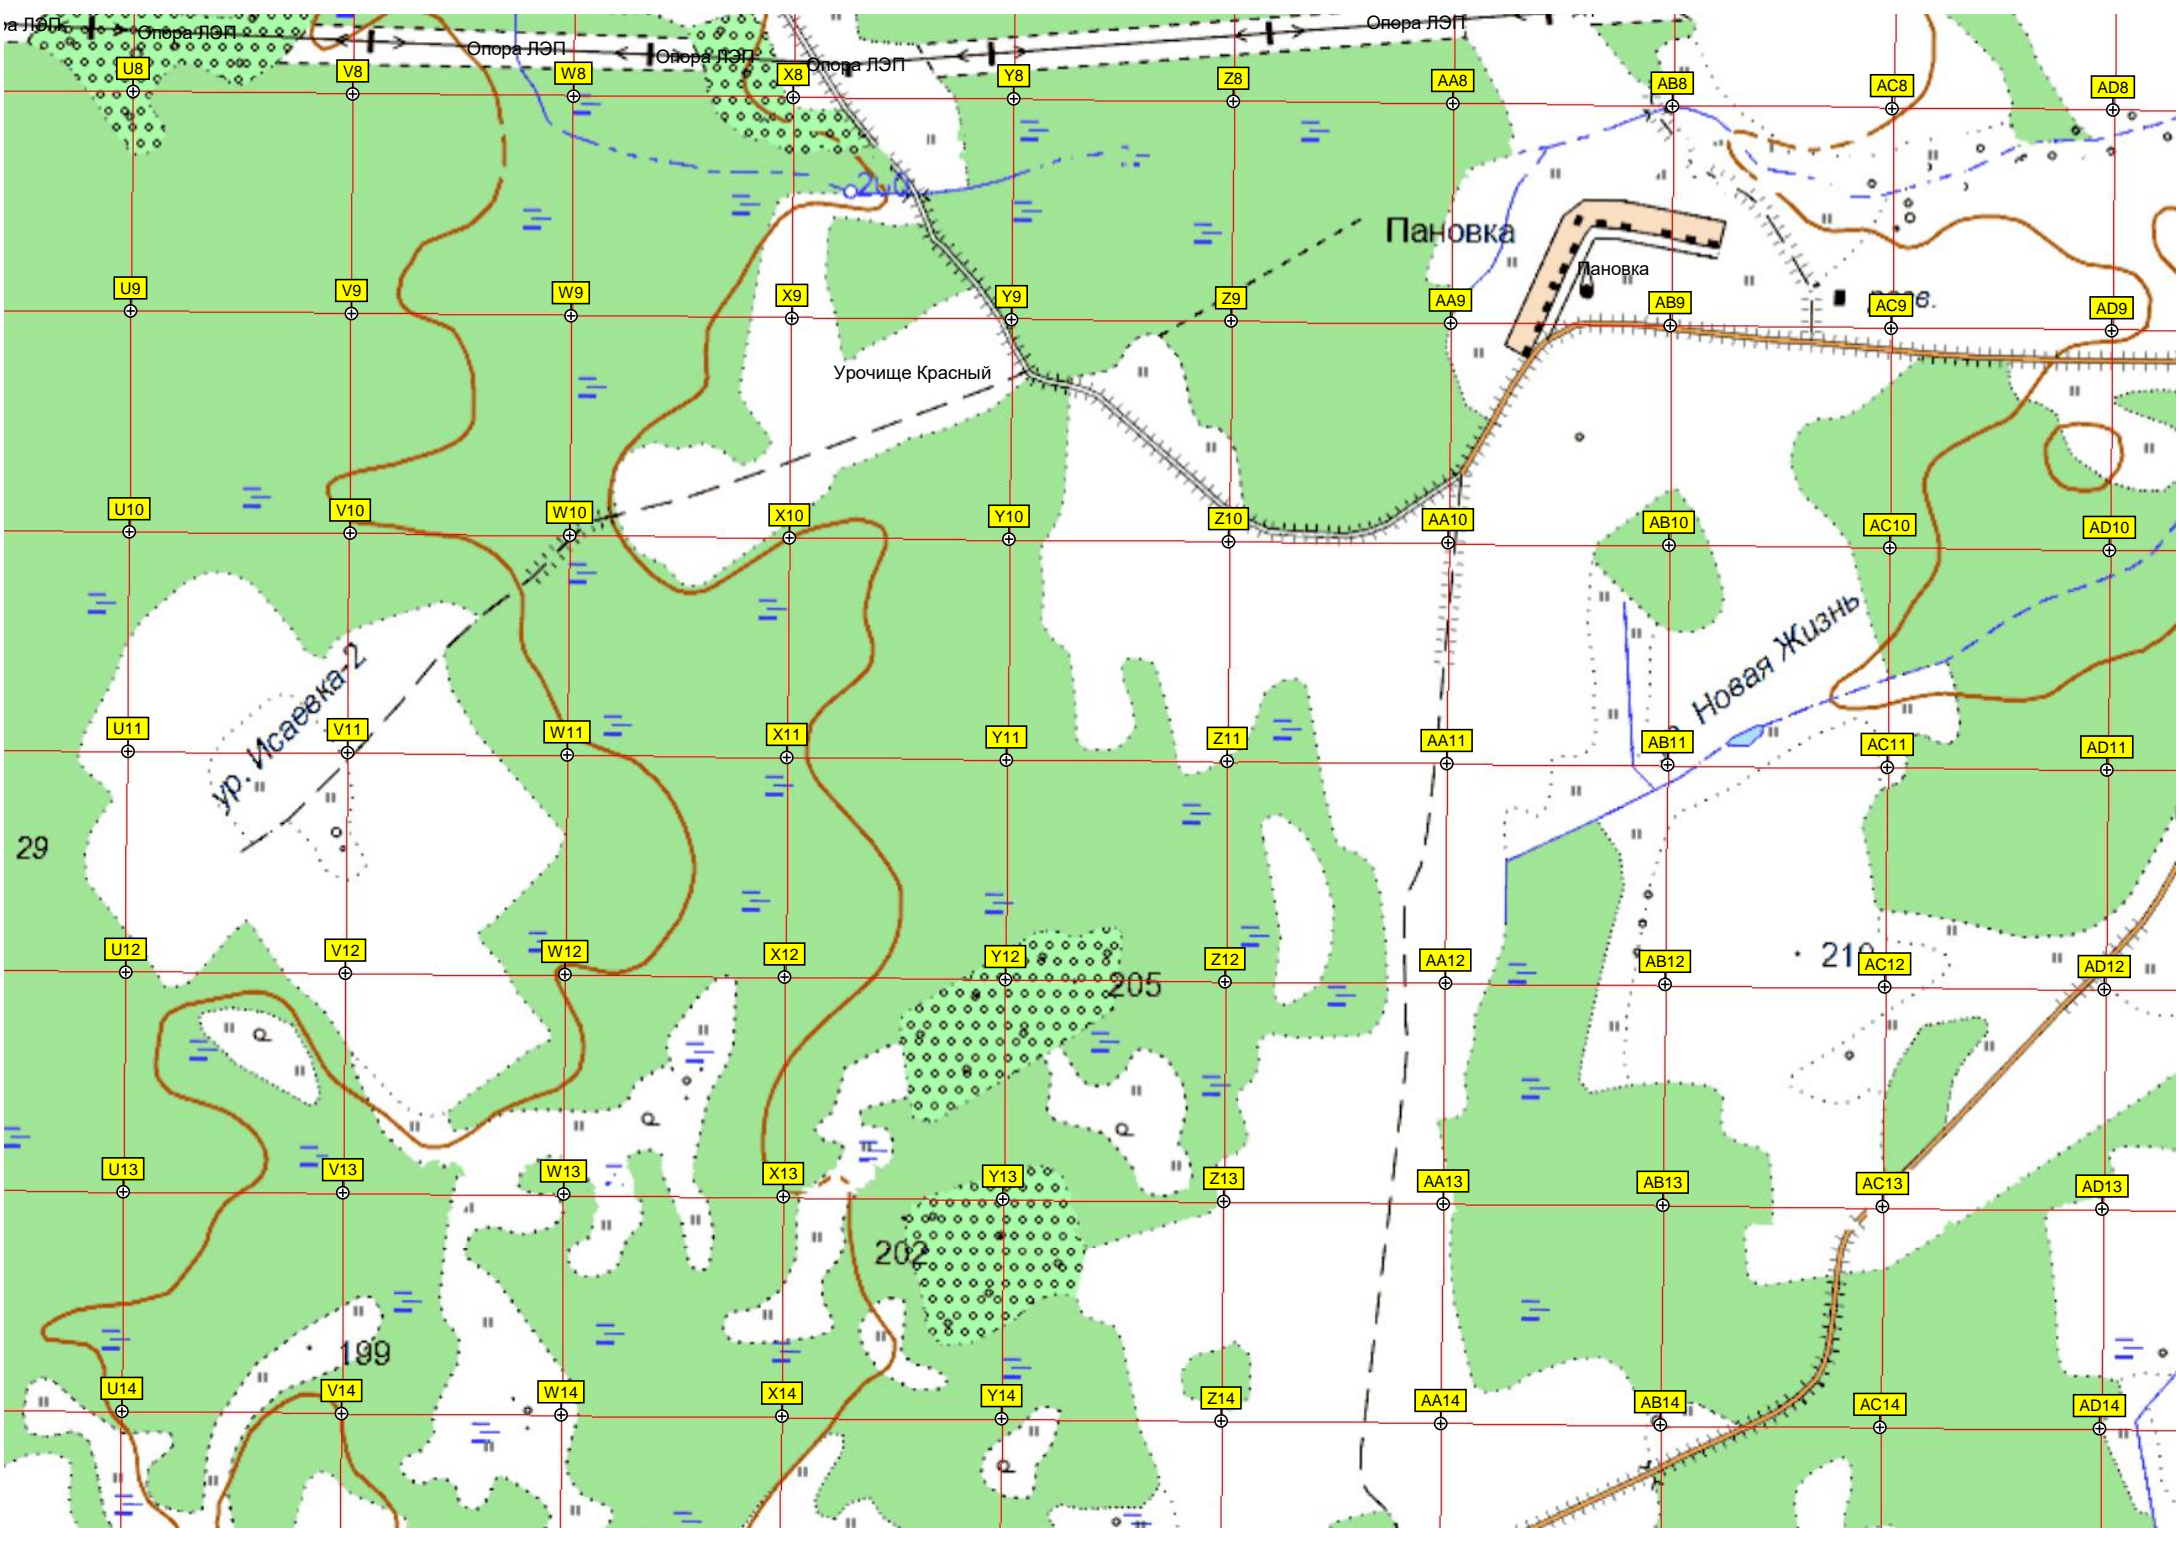 Опора ЛЭП
Опора ЛЭП
Опора ЛЭП
Опора ЛЭП
Опора ЛЭП
U8 V8 W8 X8 Y8 Z8 AA8 AB8 AC8 AD8
Пановка
Пановка
U9 V9 W9 X9 Y9 Z9 AA9 AB9 AC9 AD9
Урочище Красный
U10 V10 W10 X10 Y10 Z10 AA10 AB10 AC10 AD10
ур. Исаевка-2
Новая Жизнь
U11 V11 W11 X11 Y11 Z11 AA11 AB11 AC11 AD11
29
U12 V12 W12 X12 Y12 Z12 AA12 AB12 AC12 AD12
205
U13 V13 W13 X13 Y13 Z13 AA13 AB13 AC13 AD13
202
199
U14 V14 W14 X14 Y14 Z14 AA14 AB14 AC14 AD14